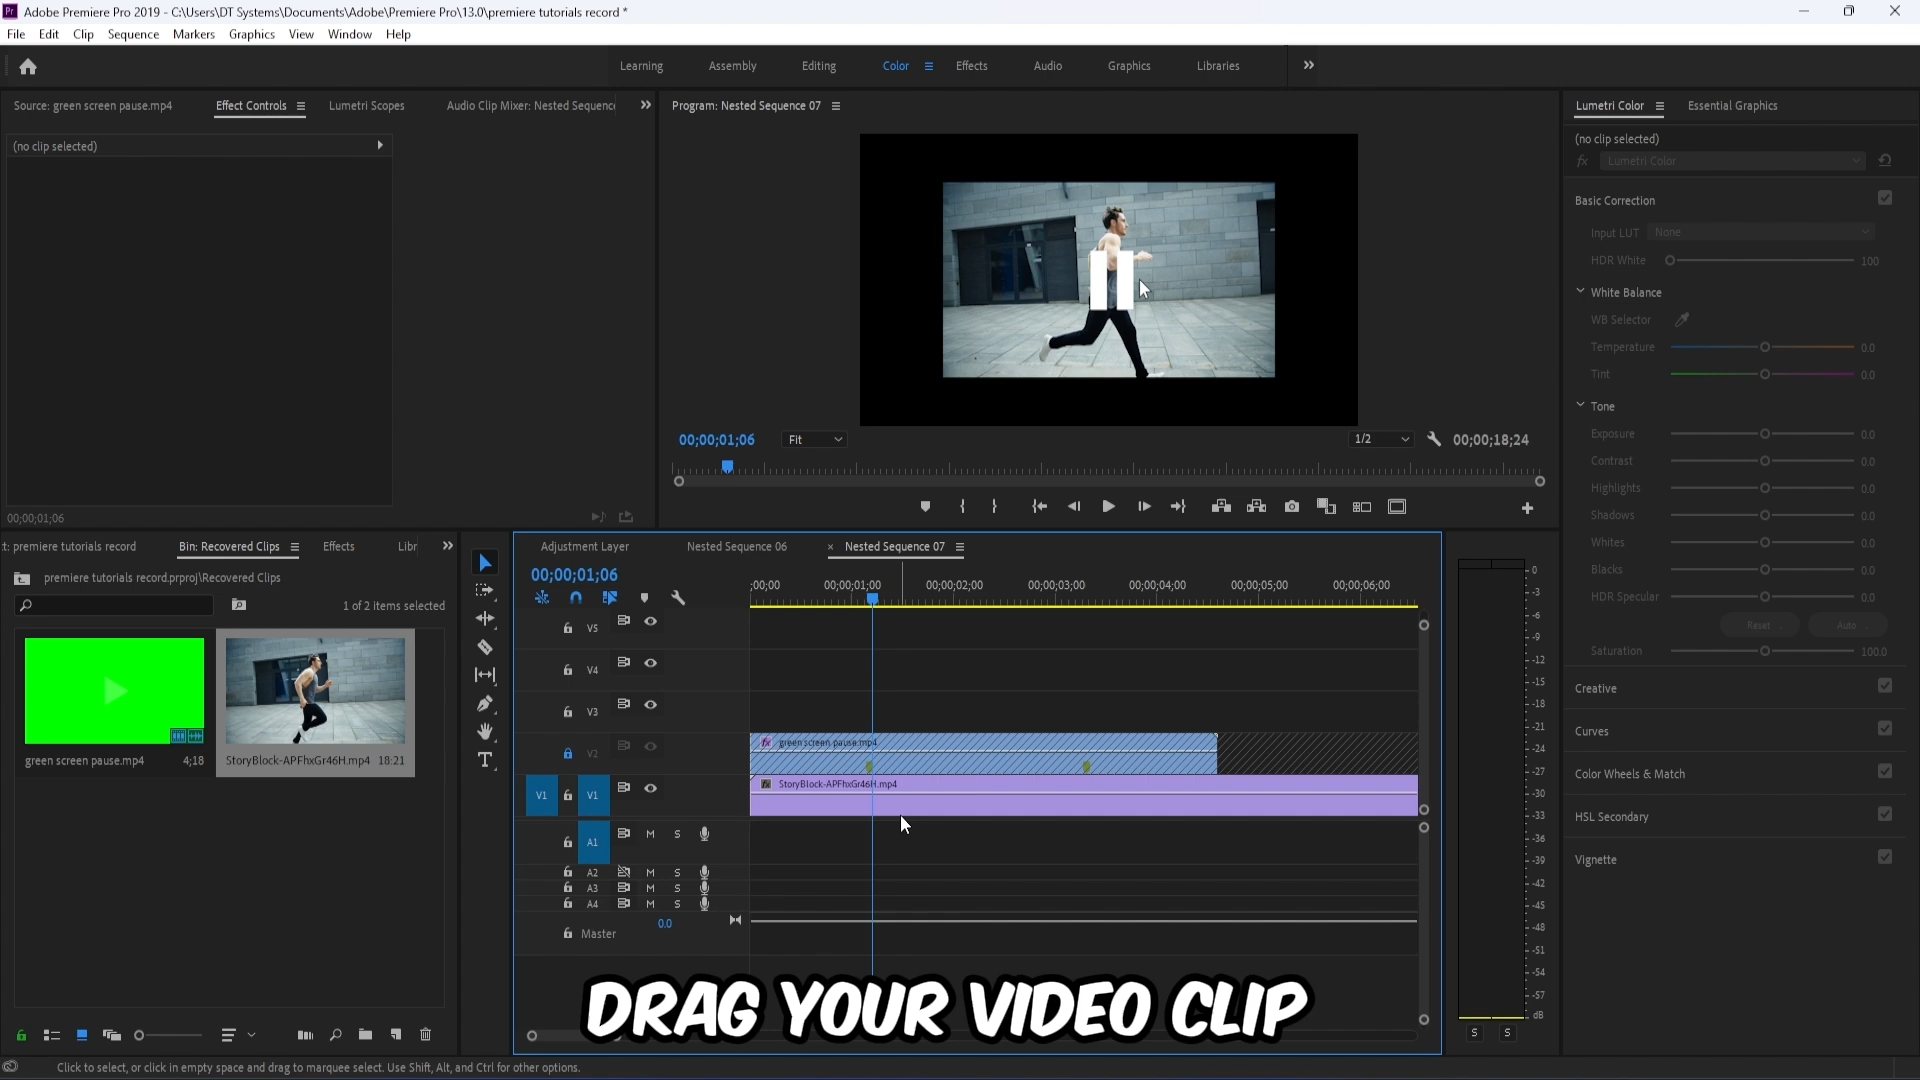 Adobe Premiere Pro 2019 - C:\Users\DT Systems\Documents\Adobe\Premiere Pro\13.0\premiere tutorials record *
File Edit Clip Sequence Markers Graphics View Window Help
Learning Assembly Editing Color Effects Audio Graphics Libraries
Source: green screen pause.mp4 Effect Controls Lumetri Scopes Audio Clip Mixer: Nested Sequenc
Program: Nested Sequence 07
Lumetri Color Essential Graphics
(no clip selected)
(no clip selected)
fx Lumetri Color
Basic Correction
Input LUT None
HDR White 100
White Balance
WB Selector
Temperature 0.0
Tint 0.0
Tone
Exposure 0.0
Contrast 0.0
Highlights 0.0
Shadows 0.0
Whites 0.0
Blacks 0.0
HDR Specular 0.0
Reset Auto
Saturation 100.0
Creative
Curves
Color Wheels & Match
HSL Secondary
Vignette
00;00;01;06 Fit 1/2 00;00;18;24
00;00;01;06
t: premiere tutorials record Bin: Recovered Clips Effects Libr
premiere tutorials record.prproj\Recovered Clips
1 of 2 items selected
green screen pause.mp4 4;18
StoryBlock-APFhxGr46H.mp4 18:21
Adjustment Layer Nested Sequence 06 × Nested Sequence 07
00;00;01;06
;00;00 00;00;01;00 00;00;02;00 00;00;03;00 00;00;04;00 00;00;05;00 00;00;06;00
V5
V4
V3
V2 fx green screen pause.mp4
V1 V1 fx StoryBlock-APFhxGr46H.mp4
A1 M S
A2 M S
A3 M S
A4 M S
0.0
Master
0
-3
-6
-9
-12
-15
-18
-21
-24
-27
-30
-33
-36
-39
-42
-45
-48
-51
-54
-57
dB
S S
DRAG YOUR VIDEO CLIP
Click to select, or click in empty space and drag to marquee select. Use Shift, Alt, and Ctrl for other options.